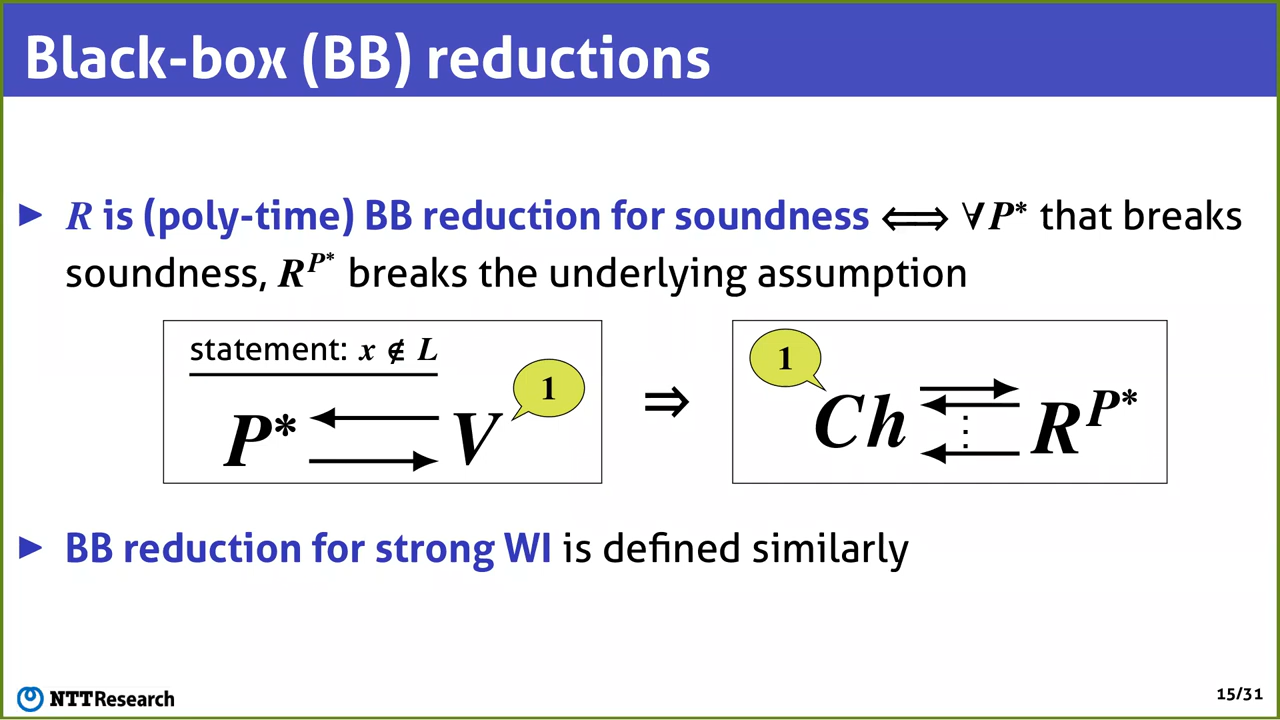 Black-box (BB) reductions
▶ R is (poly-time) BB reduction for soundness ⟺ ∀P* that breaks
soundness, R^{P*} breaks the underlying assumption
statement: x ∉ L
1
P* V
⇒
1
Ch R^{P*}
▶ BB reduction for strong WI is defined similarly
NTT Research
15/31